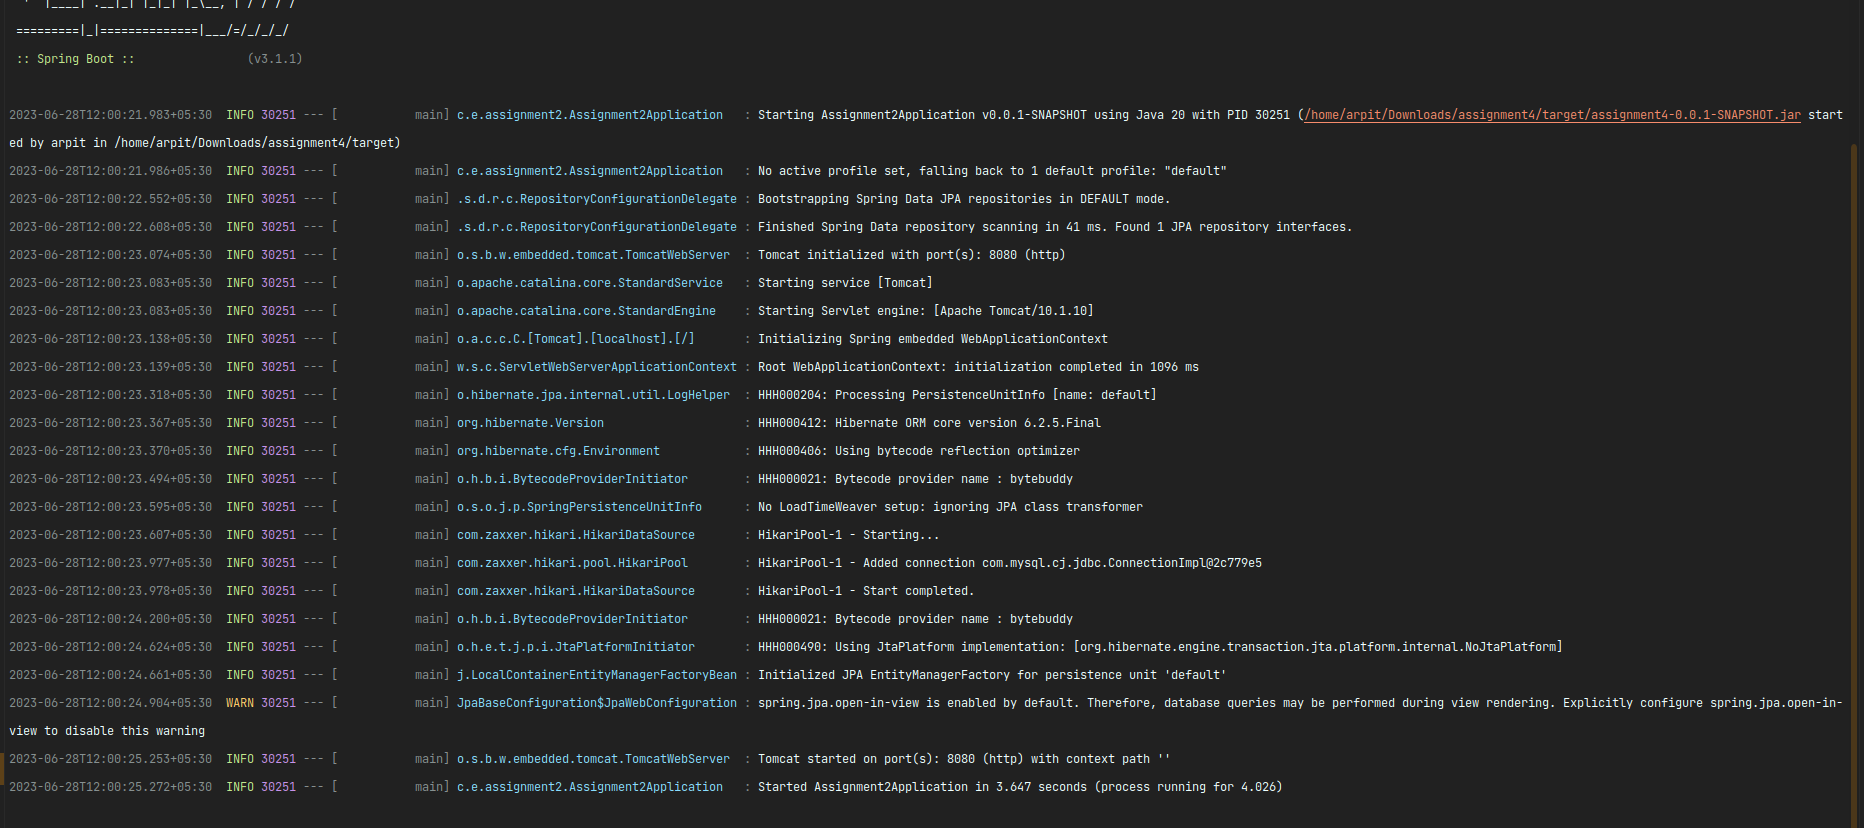 =========|_|==============|___/=/_/_/_/
:: Spring Boot ::                (v3.1.1)
2023-06-28T12:00:21.983+05:30  INFO 30251 --- [           main] c.e.assignment2.Assignment2Application   : Starting Assignment2Application v0.0.1-SNAPSHOT using Java 20 with PID 30251 (/home/arpit/Downloads/assignment4/target/assignment4-0.0.1-SNAPSHOT.jar start
ed by arpit in /home/arpit/Downloads/assignment4/target)
2023-06-28T12:00:21.986+05:30  INFO 30251 --- [           main] c.e.assignment2.Assignment2Application   : No active profile set, falling back to 1 default profile: "default"
2023-06-28T12:00:22.552+05:30  INFO 30251 --- [           main] .s.d.r.c.RepositoryConfigurationDelegate : Bootstrapping Spring Data JPA repositories in DEFAULT mode.
2023-06-28T12:00:22.608+05:30  INFO 30251 --- [           main] .s.d.r.c.RepositoryConfigurationDelegate : Finished Spring Data repository scanning in 41 ms. Found 1 JPA repository interfaces.
2023-06-28T12:00:23.074+05:30  INFO 30251 --- [           main] o.s.b.w.embedded.tomcat.TomcatWebServer  : Tomcat initialized with port(s): 8080 (http)
2023-06-28T12:00:23.083+05:30  INFO 30251 --- [           main] o.apache.catalina.core.StandardService   : Starting service [Tomcat]
2023-06-28T12:00:23.083+05:30  INFO 30251 --- [           main] o.apache.catalina.core.StandardEngine    : Starting Servlet engine: [Apache Tomcat/10.1.10]
2023-06-28T12:00:23.138+05:30  INFO 30251 --- [           main] o.a.c.c.C.[Tomcat].[localhost].[/]       : Initializing Spring embedded WebApplicationContext
2023-06-28T12:00:23.139+05:30  INFO 30251 --- [           main] w.s.c.ServletWebServerApplicationContext : Root WebApplicationContext: initialization completed in 1096 ms
2023-06-28T12:00:23.318+05:30  INFO 30251 --- [           main] o.hibernate.jpa.internal.util.LogHelper  : HHH000204: Processing PersistenceUnitInfo [name: default]
2023-06-28T12:00:23.367+05:30  INFO 30251 --- [           main] org.hibernate.Version                    : HHH000412: Hibernate ORM core version 6.2.5.Final
2023-06-28T12:00:23.370+05:30  INFO 30251 --- [           main] org.hibernate.cfg.Environment            : HHH000406: Using bytecode reflection optimizer
2023-06-28T12:00:23.494+05:30  INFO 30251 --- [           main] o.h.b.i.BytecodeProviderInitiator        : HHH000021: Bytecode provider name : bytebuddy
2023-06-28T12:00:23.595+05:30  INFO 30251 --- [           main] o.s.o.j.p.SpringPersistenceUnitInfo      : No LoadTimeWeaver setup: ignoring JPA class transformer
2023-06-28T12:00:23.607+05:30  INFO 30251 --- [           main] com.zaxxer.hikari.HikariDataSource       : HikariPool-1 - Starting...
2023-06-28T12:00:23.977+05:30  INFO 30251 --- [           main] com.zaxxer.hikari.pool.HikariPool        : HikariPool-1 - Added connection com.mysql.cj.jdbc.ConnectionImpl@2c779e5
2023-06-28T12:00:23.978+05:30  INFO 30251 --- [           main] com.zaxxer.hikari.HikariDataSource       : HikariPool-1 - Start completed.
2023-06-28T12:00:24.200+05:30  INFO 30251 --- [           main] o.h.b.i.BytecodeProviderInitiator        : HHH000021: Bytecode provider name : bytebuddy
2023-06-28T12:00:24.624+05:30  INFO 30251 --- [           main] o.h.e.t.j.p.i.JtaPlatformInitiator       : HHH000490: Using JtaPlatform implementation: [org.hibernate.engine.transaction.jta.platform.internal.NoJtaPlatform]
2023-06-28T12:00:24.661+05:30  INFO 30251 --- [           main] j.LocalContainerEntityManagerFactoryBean : Initialized JPA EntityManagerFactory for persistence unit 'default'
2023-06-28T12:00:24.904+05:30  WARN 30251 --- [           main] JpaBaseConfiguration$JpaWebConfiguration : spring.jpa.open-in-view is enabled by default. Therefore, database queries may be performed during view rendering. Explicitly configure spring.jpa.open-in-
view to disable this warning
2023-06-28T12:00:25.253+05:30  INFO 30251 --- [           main] o.s.b.w.embedded.tomcat.TomcatWebServer  : Tomcat started on port(s): 8080 (http) with context path ''
2023-06-28T12:00:25.272+05:30  INFO 30251 --- [           main] c.e.assignment2.Assignment2Application   : Started Assignment2Application in 3.647 seconds (process running for 4.026)